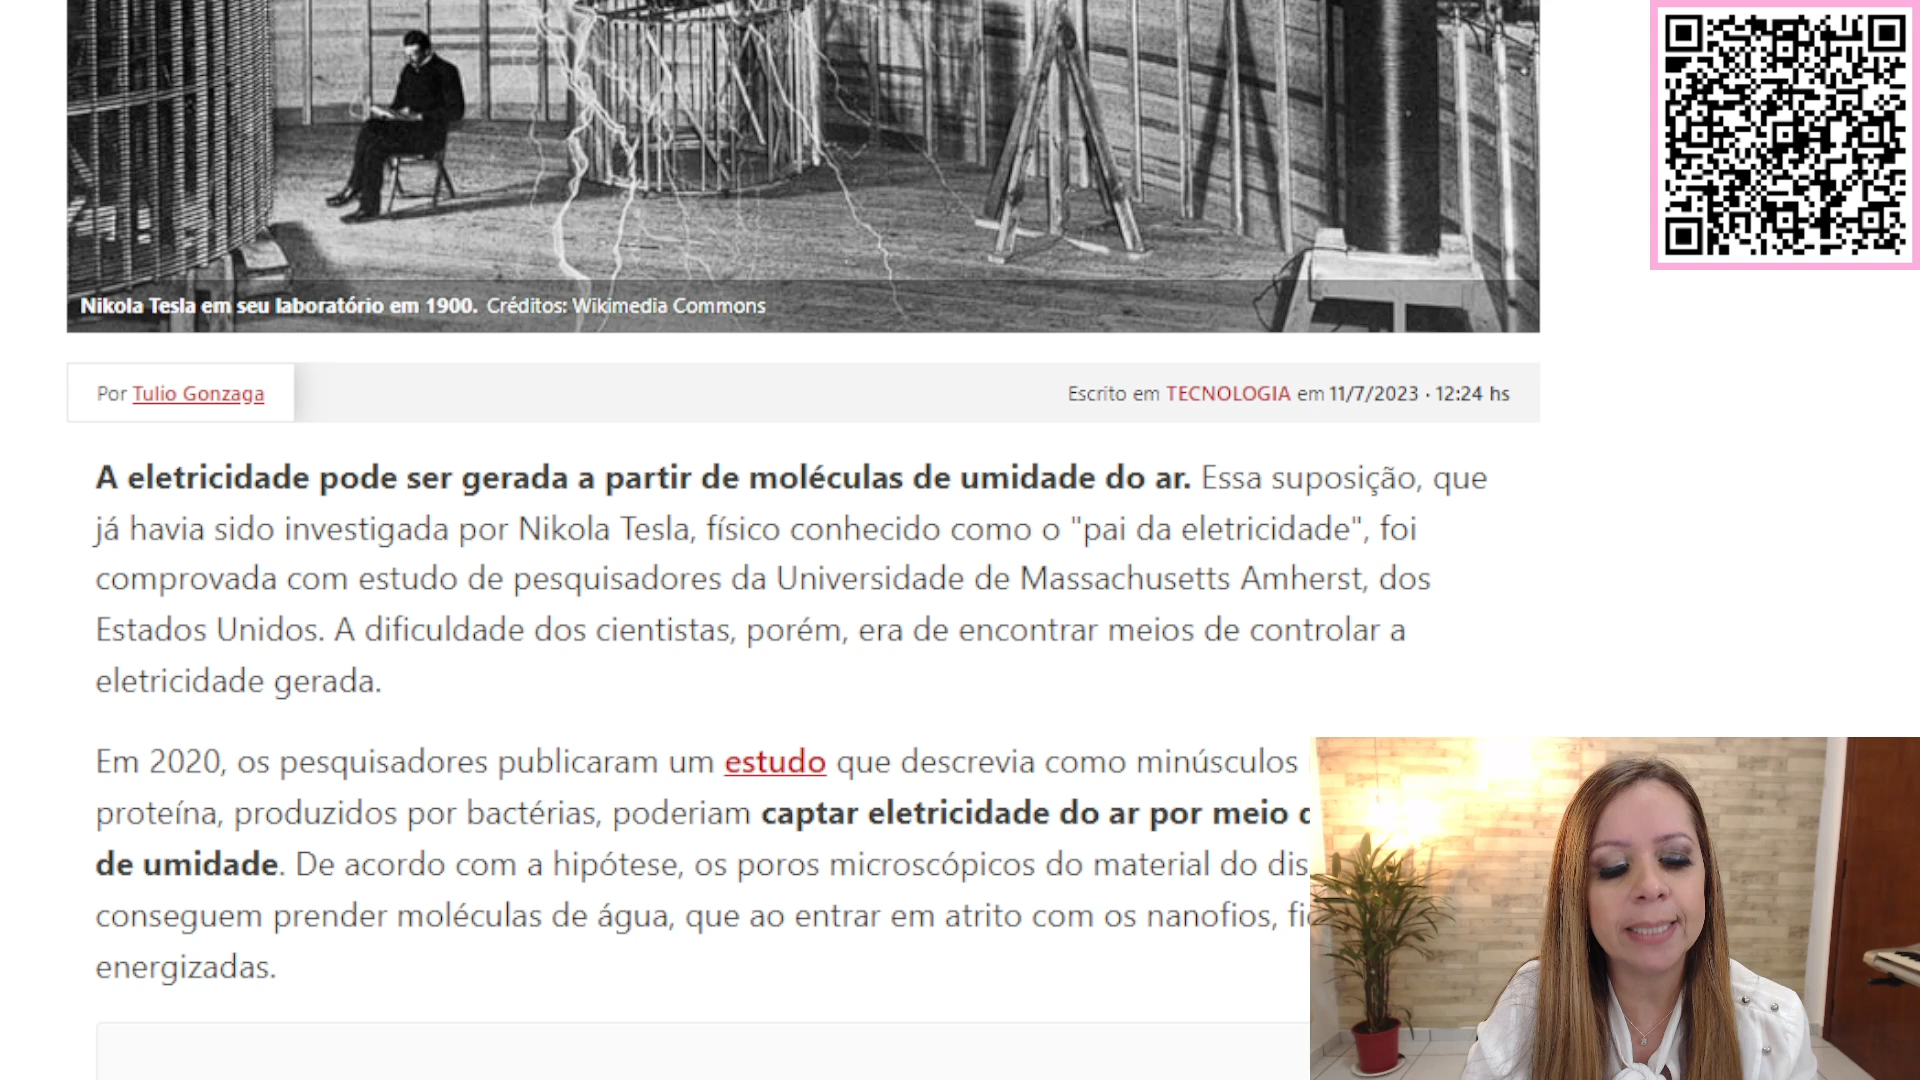 Nikola Tesla em seu laboratório em 1900. Créditos: Wikimedia Commons
Por Tulio Gonzaga
Escrito em TECNOLOGIA em 11/7/2023 · 12:24 hs
A eletricidade pode ser gerada a partir de moléculas de umidade do ar. Essa suposição, que
já havia sido investigada por Nikola Tesla, físico conhecido como o "pai da eletricidade", foi
comprovada com estudo de pesquisadores da Universidade de Massachusetts Amherst, dos
Estados Unidos. A dificuldade dos cientistas, porém, era de encontrar meios de controlar a
eletricidade gerada.
Em 2020, os pesquisadores publicaram um estudo que descrevia como minúsculos
proteína, produzidos por bactérias, poderiam captar eletricidade do ar por meio
de umidade. De acordo com a hipótese, os poros microscópicos do material do
conseguem prender moléculas de água, que ao entrar em atrito com os nanofios,
energizadas.